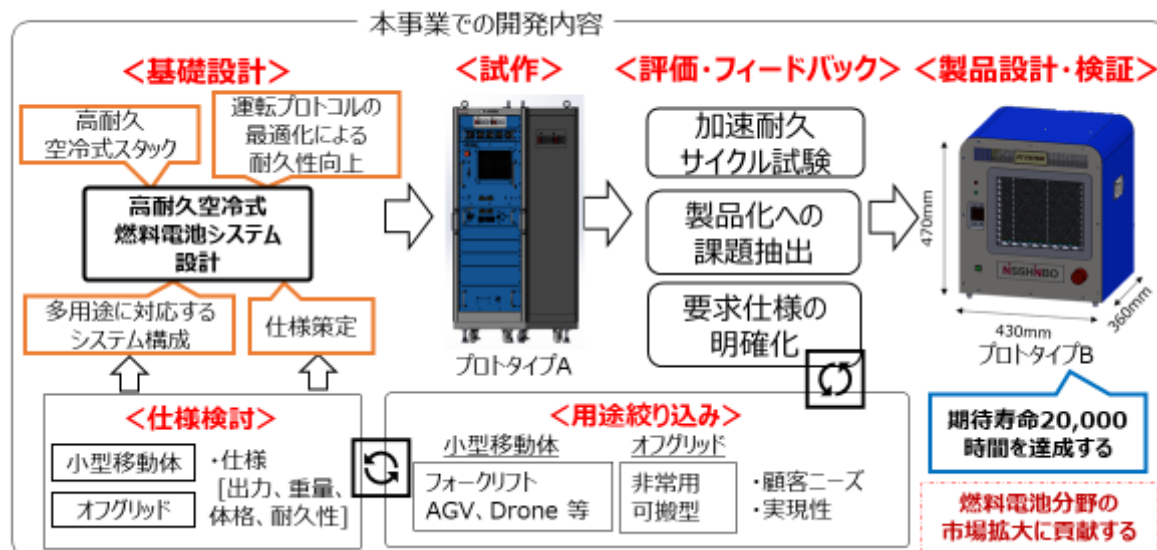 本事業での開発内容
<基礎設計>
高耐久
空冷式スタック
運転プロトコルの
最適化による
耐久性向上
高耐久空冷式
燃料電池システム
設計
多用途に対応する
システム構成
仕様策定
<試作>
NISSHINBO
プロトタイプA
<評価・フィードバック>
加速耐久
サイクル試験
製品化への
課題抽出
要求仕様の
明確化
<製品設計・検証>
470mm
NISSHINBO
430mm
360mm
プロトタイプB
期待寿命20,000
時間を達成する
燃料電池分野の
市場拡大に貢献する
<仕様検討>
小型移動体
オフグリッド
・仕様
[出力、重量、
体格、耐久性]
<用途絞り込み>
小型移動体
フォークリフト
AGV、Drone 等
オフグリッド
非常用
可搬型
・顧客ニーズ
・実現性